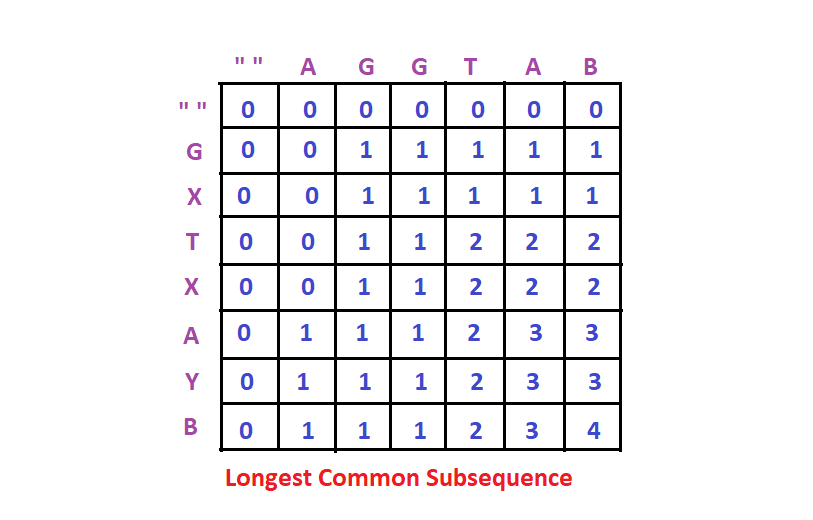 " " A G G T A B
" " 0 0 0 0 0 0 0
G 0 0 1 1 1 1 1
X 0 0 1 1 1 1 1
T 0 0 1 1 2 2 2
X 0 0 1 1 2 2 2
A 0 1 1 1 2 3 3
Y 0 1 1 1 2 3 3
B 0 1 1 1 2 3 4
Longest Common Subsequence